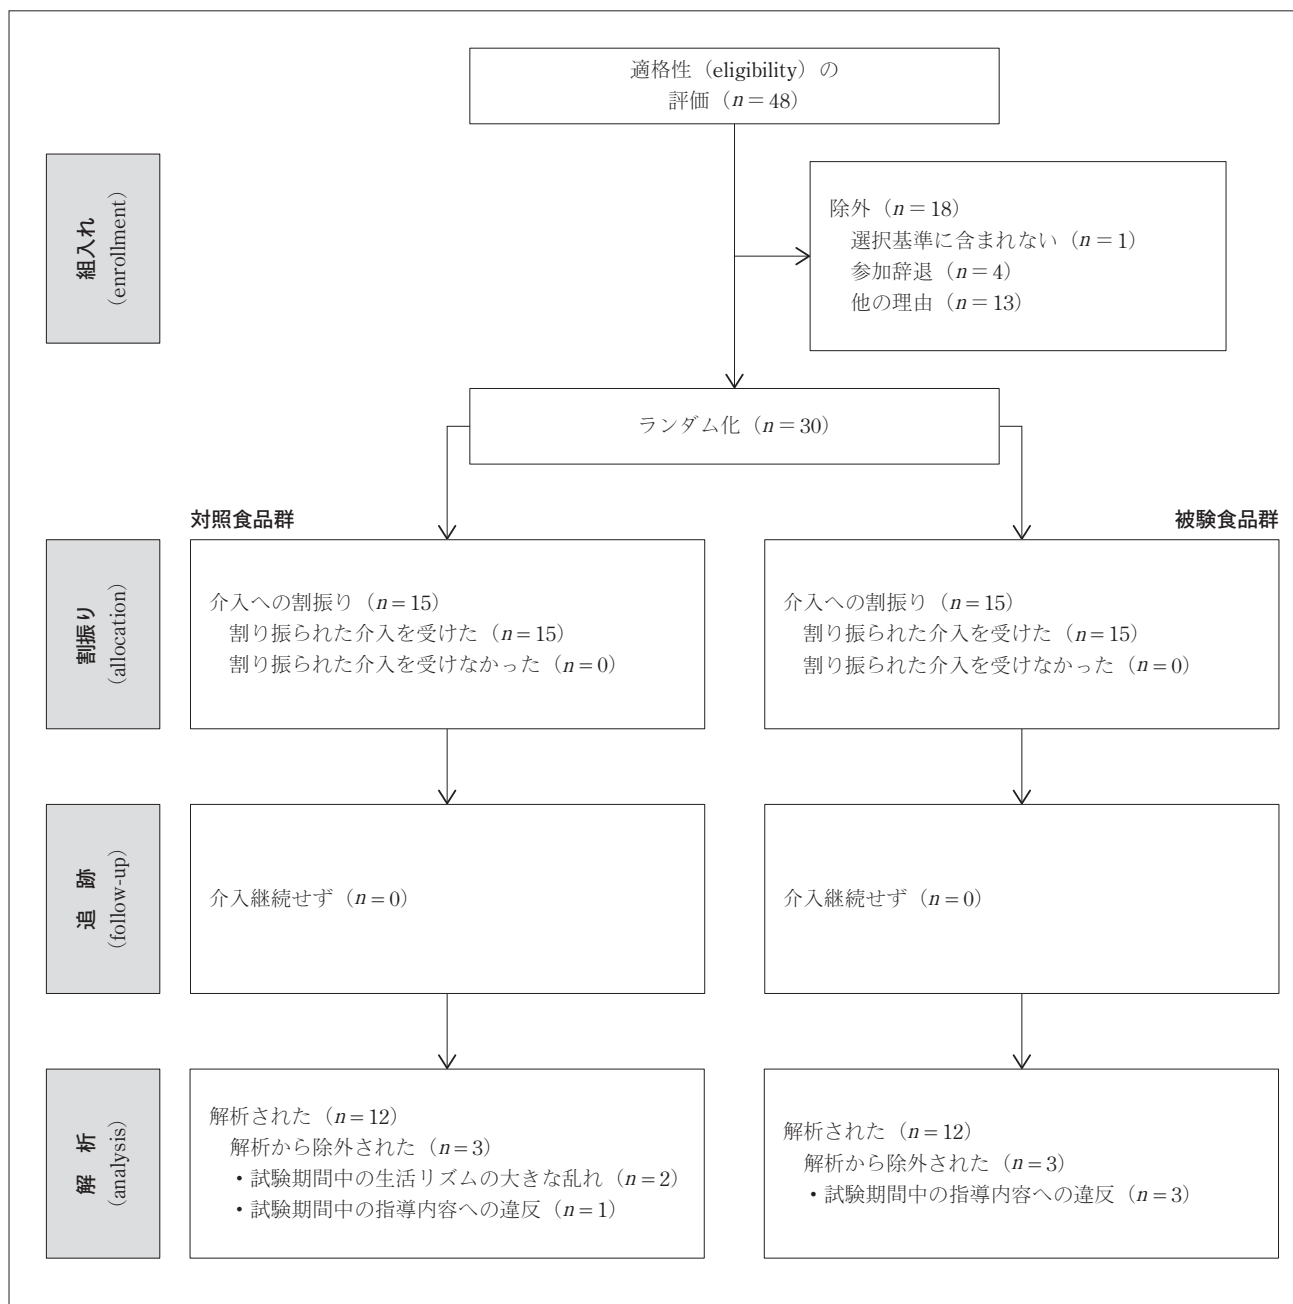 適格性（eligibility）の
評価（n = 48）
組入れ
（enrollment）
除外（n = 18）
選択基準に含まれない（n = 1）
参加辞退（n = 4）
他の理由（n = 13）
ランダム化（n = 30）
対照食品群
被験食品群
割振り
（allocation）
介入への割振り（n = 15）
割り振られた介入を受けた（n = 15）
割り振られた介入を受けなかった（n = 0）
介入への割振り（n = 15）
割り振られた介入を受けた（n = 15）
割り振られた介入を受けなかった（n = 0）
追　跡
（follow-up）
介入継続せず（n = 0）
介入継続せず（n = 0）
解　析
（analysis）
解析された（n = 12）
解析から除外された（n = 3）
・試験期間中の生活リズムの大きな乱れ（n = 2）
・試験期間中の指導内容への違反（n = 1）
解析された（n = 12）
解析から除外された（n = 3）
・試験期間中の指導内容への違反（n = 3）